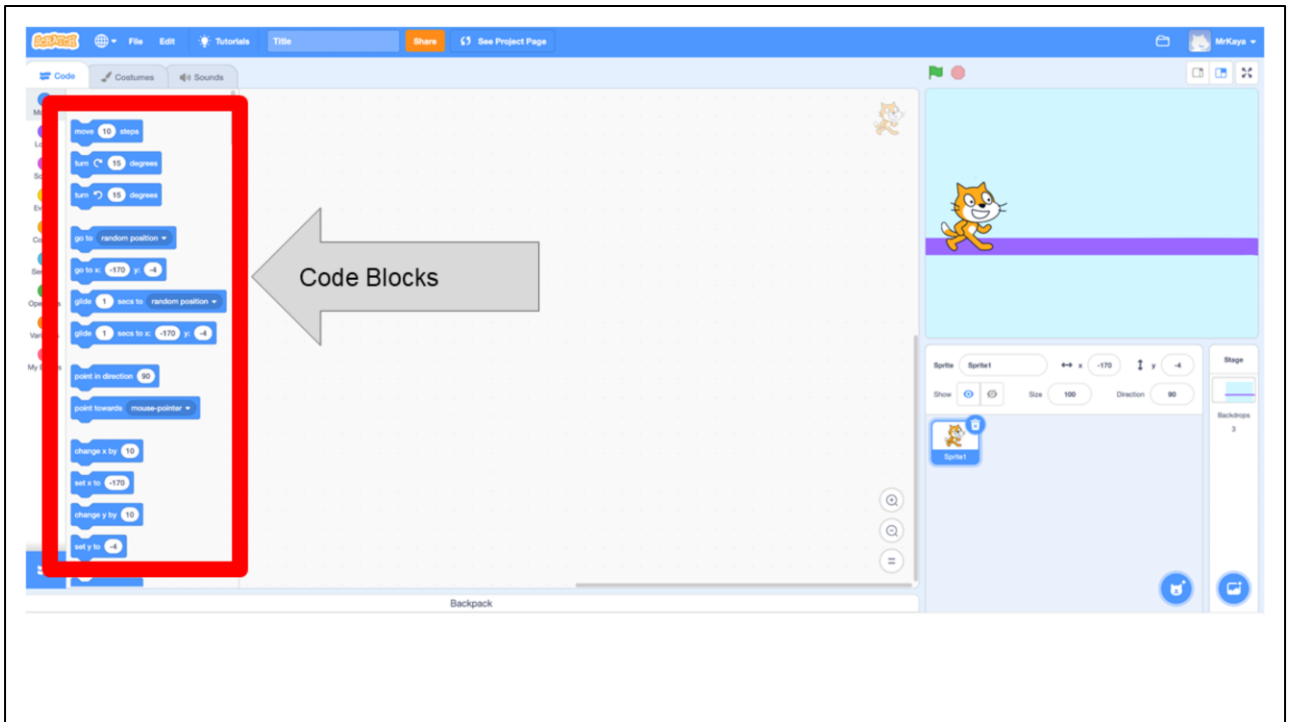 SCRATCH File Edit Tutorials Title Share See Project Page MrKaya
Code Costumes Sounds
move 10 steps
turn 15 degrees
turn 15 degrees
go to random position
go to x: -170 y: -4
glide 1 secs to random position
glide 1 secs to x: -170 y: -4
point in direction 90
point towards mouse-pointer
change x by 10
set x to -170
change y by 10
set y to -4
Code Blocks
Backpack
Sprite Sprite1 x -170 y -4
Show Size 100 Direction 90
Sprite1
Stage
Backdrops
3